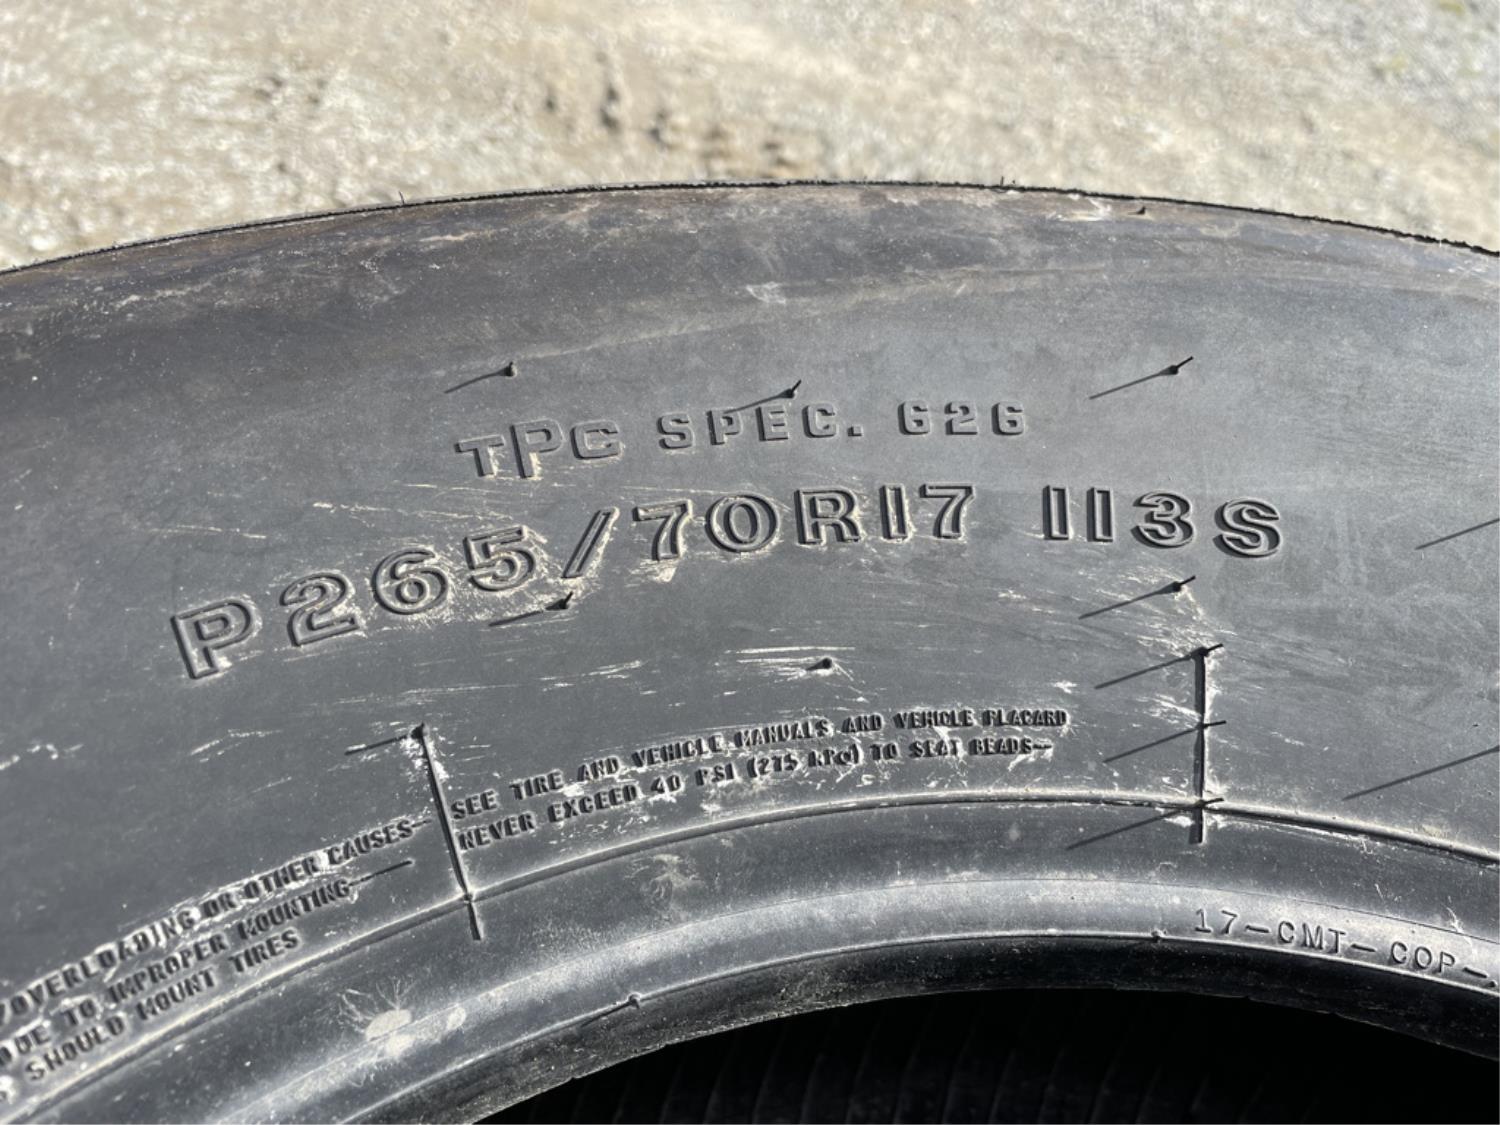 TPC SPEC. 626
P265/70R17 113S
SEE TIRE AND VEHICLE MANUALS AND VEHICLE PLACARD
NEVER EXCEED 40 PSI (275 kPa) TO SEAT BEADS—
/OVERLOADING OR OTHER CAUSES—
DUE TO IMPROPER MOUNTING—
SHOULD MOUNT TIRES
17-CMT-COP-